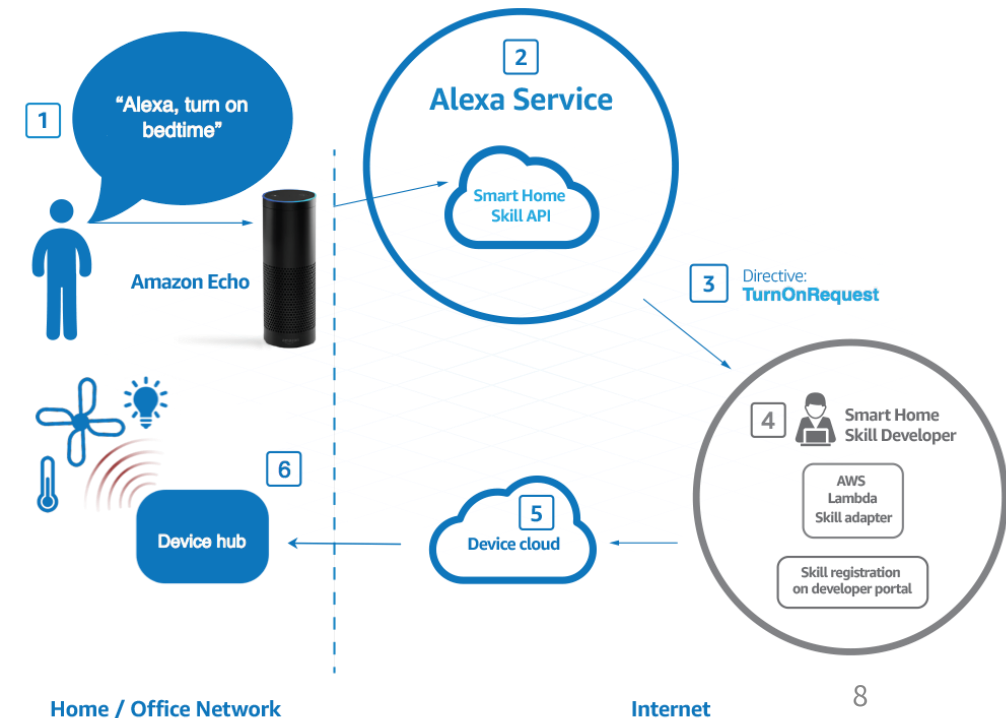 1
“Alexa, turn on
bedtime”
2
Alexa Service
Smart Home
Skill API
Amazon Echo
3
Directive:
TurnOnRequest
4
Smart Home
Skill Developer
AWS
Lambda
Skill adapter
Skill registration
on developer portal
5
Device cloud
6
Device hub
Home / Office Network
Internet
8